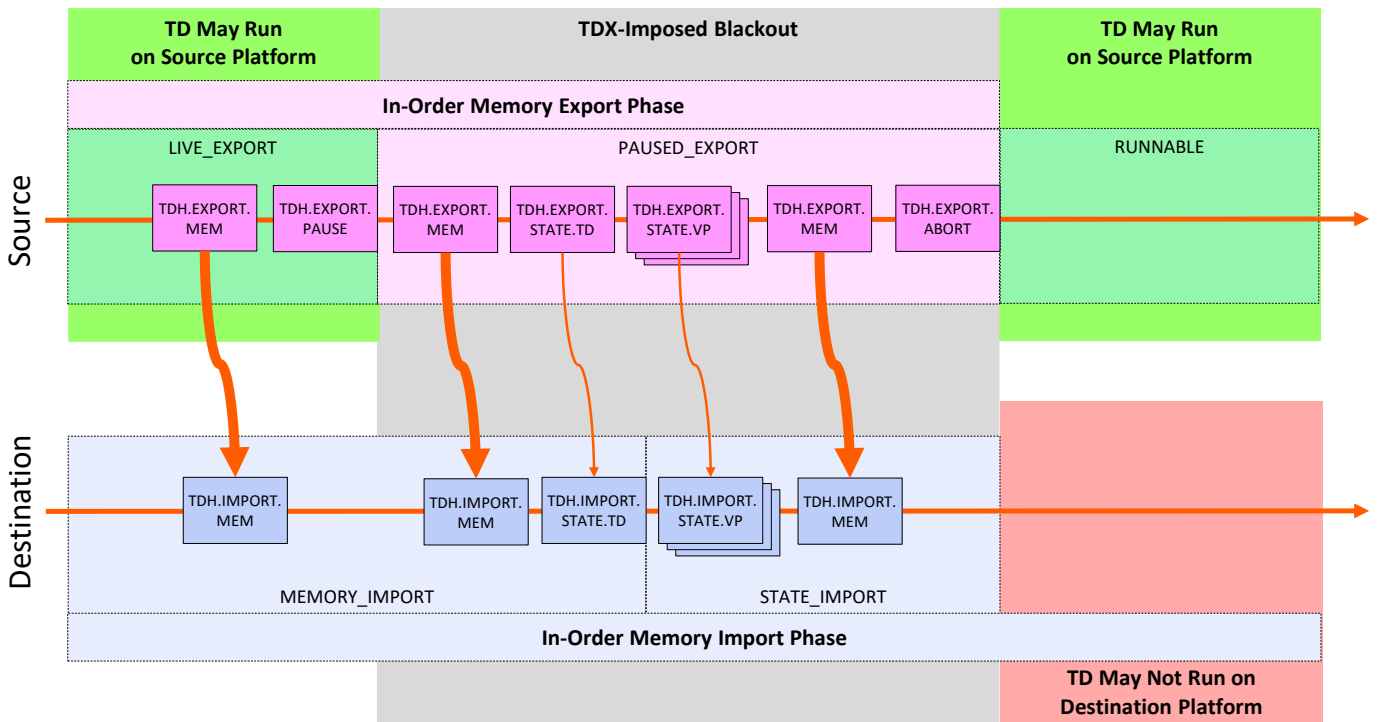 TD May Run
on Source Platform
TDX-Imposed Blackout
TD May Run
on Source Platform
In-Order Memory Export Phase
LIVE_EXPORT
PAUSED_EXPORT
RUNNABLE
Source
TDH.EXPORT.
MEM
TDH.EXPORT.
PAUSE
TDH.EXPORT.
MEM
TDH.EXPORT.
STATE.TD
TDH.EXPORT.
STATE.VP
TDH.EXPORT.
MEM
TDH.EXPORT.
ABORT
Destination
TDH.IMPORT.
MEM
TDH.IMPORT.
MEM
TDH.IMPORT.
STATE.TD
TDH.IMPORT.
STATE.VP
TDH.IMPORT.
MEM
MEMORY_IMPORT
STATE_IMPORT
In-Order Memory Import Phase
TD May Not Run on
Destination Platform